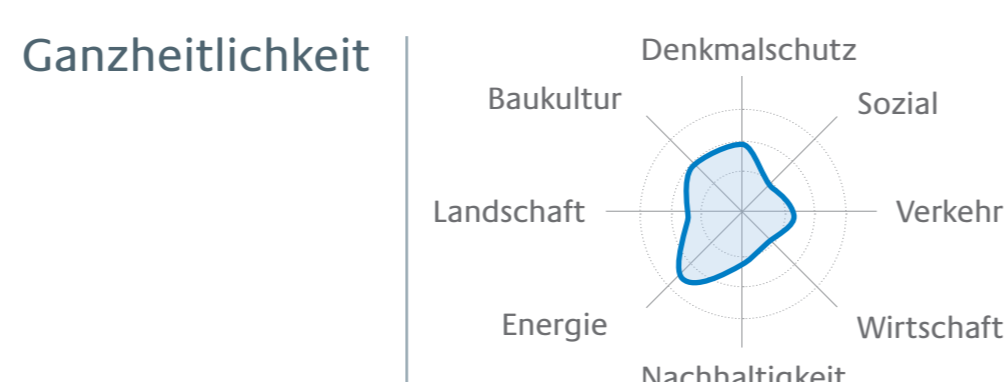 Ganzheitlichkeit
Denkmalschutz
Baukultur
Sozial
Landschaft
Verkehr
Energie
Wirtschaft
Nachhaltigkeit